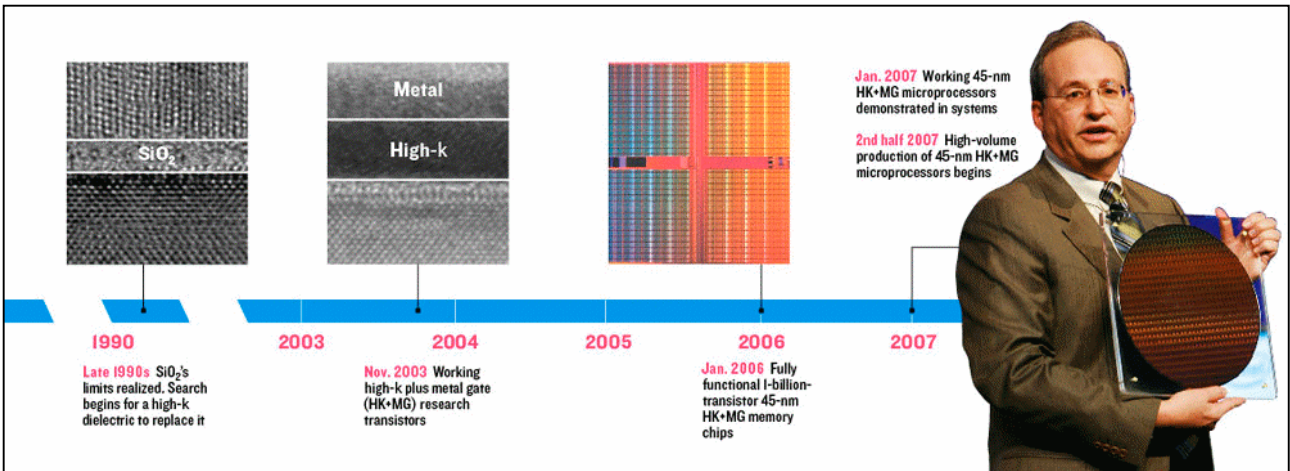 SiO₂
Metal
High-k
Jan. 2007 Working 45-nm
HK+MG microprocessors
demonstrated in systems
2nd half 2007 High-volume
production of 45-nm HK+MG
microprocessors begins
1990
2003
2004
2005
2006
2007
Late 1990s SiO₂'s
limits realized. Search
begins for a high-k
dielectric to replace it
Nov. 2003 Working
high-k plus metal gate
(HK+MG) research
transistors
Jan. 2006 Fully
functional 1-billion-
transistor 45-nm
HK+MG memory
chips